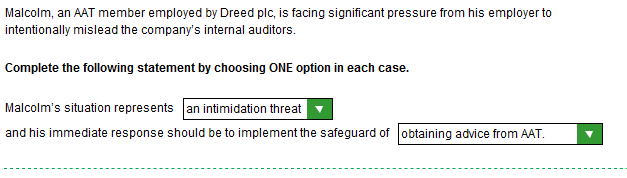 Malcolm, an AAT member employed by Dreed plc, is facing significant pressure from his employer to
intentionally mislead the company's internal auditors.
Complete the following statement by choosing ONE option in each case.
Malcolm's situation represents an intimidation threat
and his immediate response should be to implement the safeguard of obtaining advice from AAT.